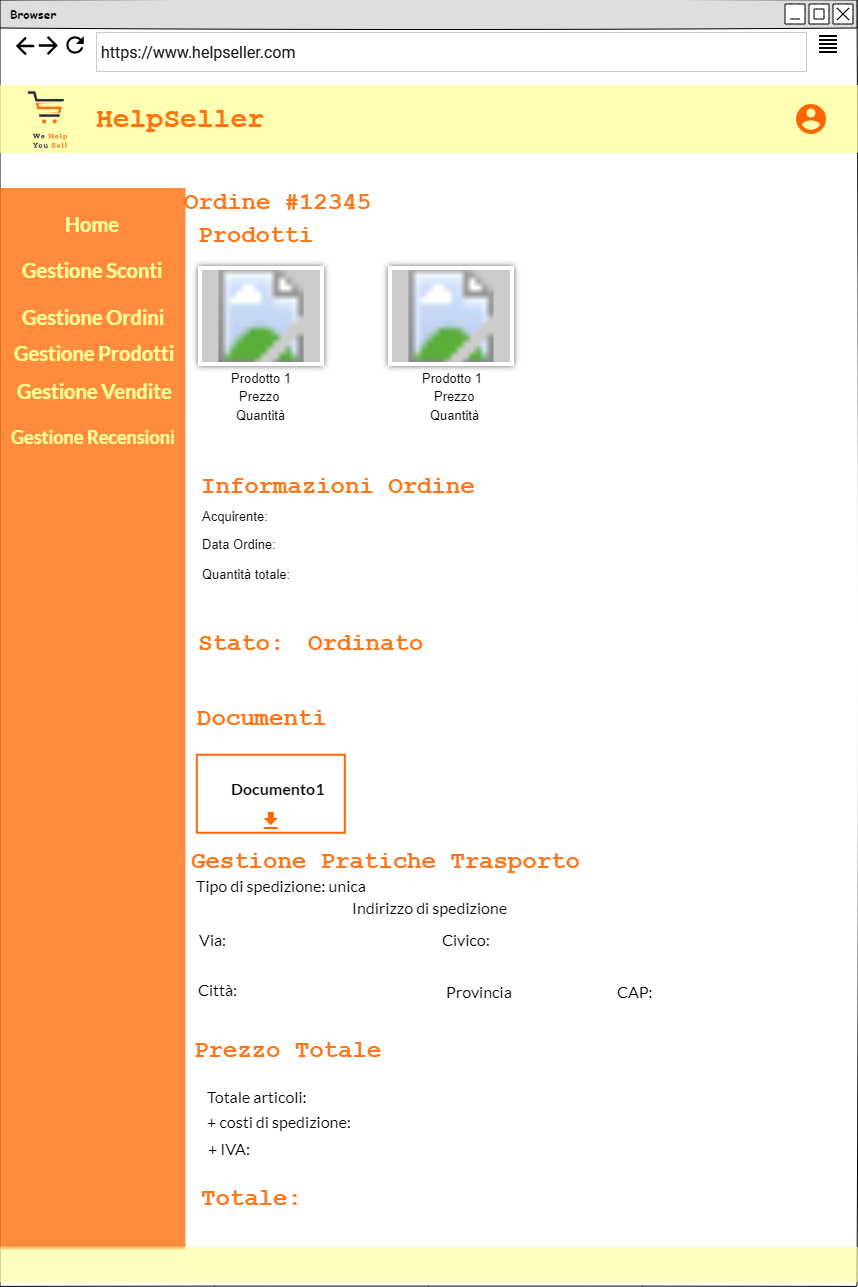 Browser
https://www.helpseller.com
We Help
You Sell
HelpSeller
Home
Gestione Sconti
Gestione Ordini
Gestione Prodotti
Gestione Vendite
Gestione Recensioni
Ordine #12345
Prodotti
Prodotto 1
Prezzo
Quantità
Prodotto 1
Prezzo
Quantità
Informazioni Ordine
Acquirente:
Data Ordine:
Quantità totale:
Stato: Ordinato
Documenti
Documento1
Gestione Pratiche Trasporto
Tipo di spedizione: unica
Indirizzo di spedizione
Via: Civico:
Città: Provincia CAP:
Prezzo Totale
Totale articoli:
+ costi di spedizione:
+ IVA:
Totale: